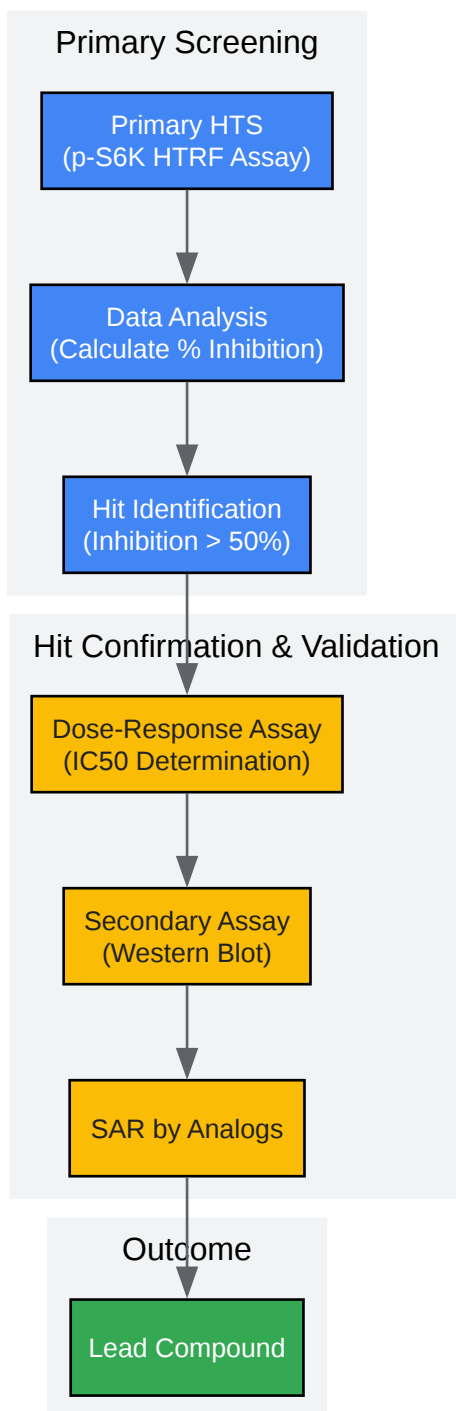 Primary Screening
Primary HTS
(p-S6K HTRF Assay)
Data Analysis
(Calculate % Inhibition)
Hit Identification
(Inhibition > 50%)
Hit Confirmation & Validation
Dose-Response Assay
(IC50 Determination)
Secondary Assay
(Western Blot)
SAR by Analogs
Outcome
Lead Compound